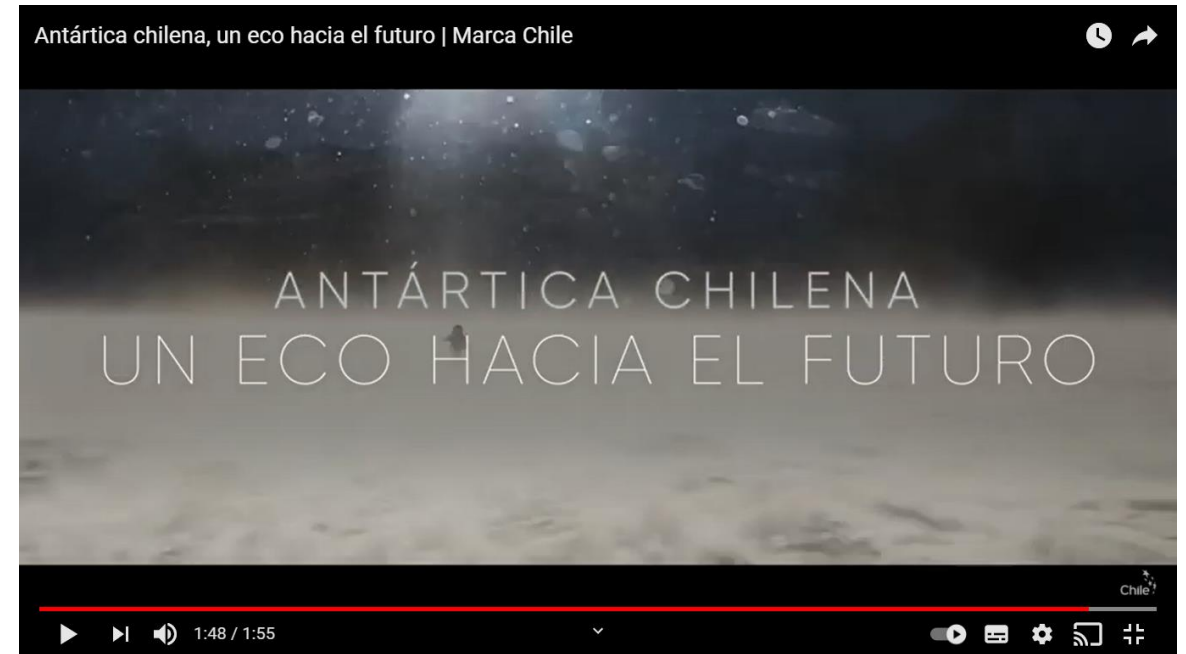 Antártica chilena, un eco hacia el futuro | Marca Chile
ANTÁRTICA CHILENA
UN ECO HACIA EL FUTURO
Chile
1:48 / 1:55